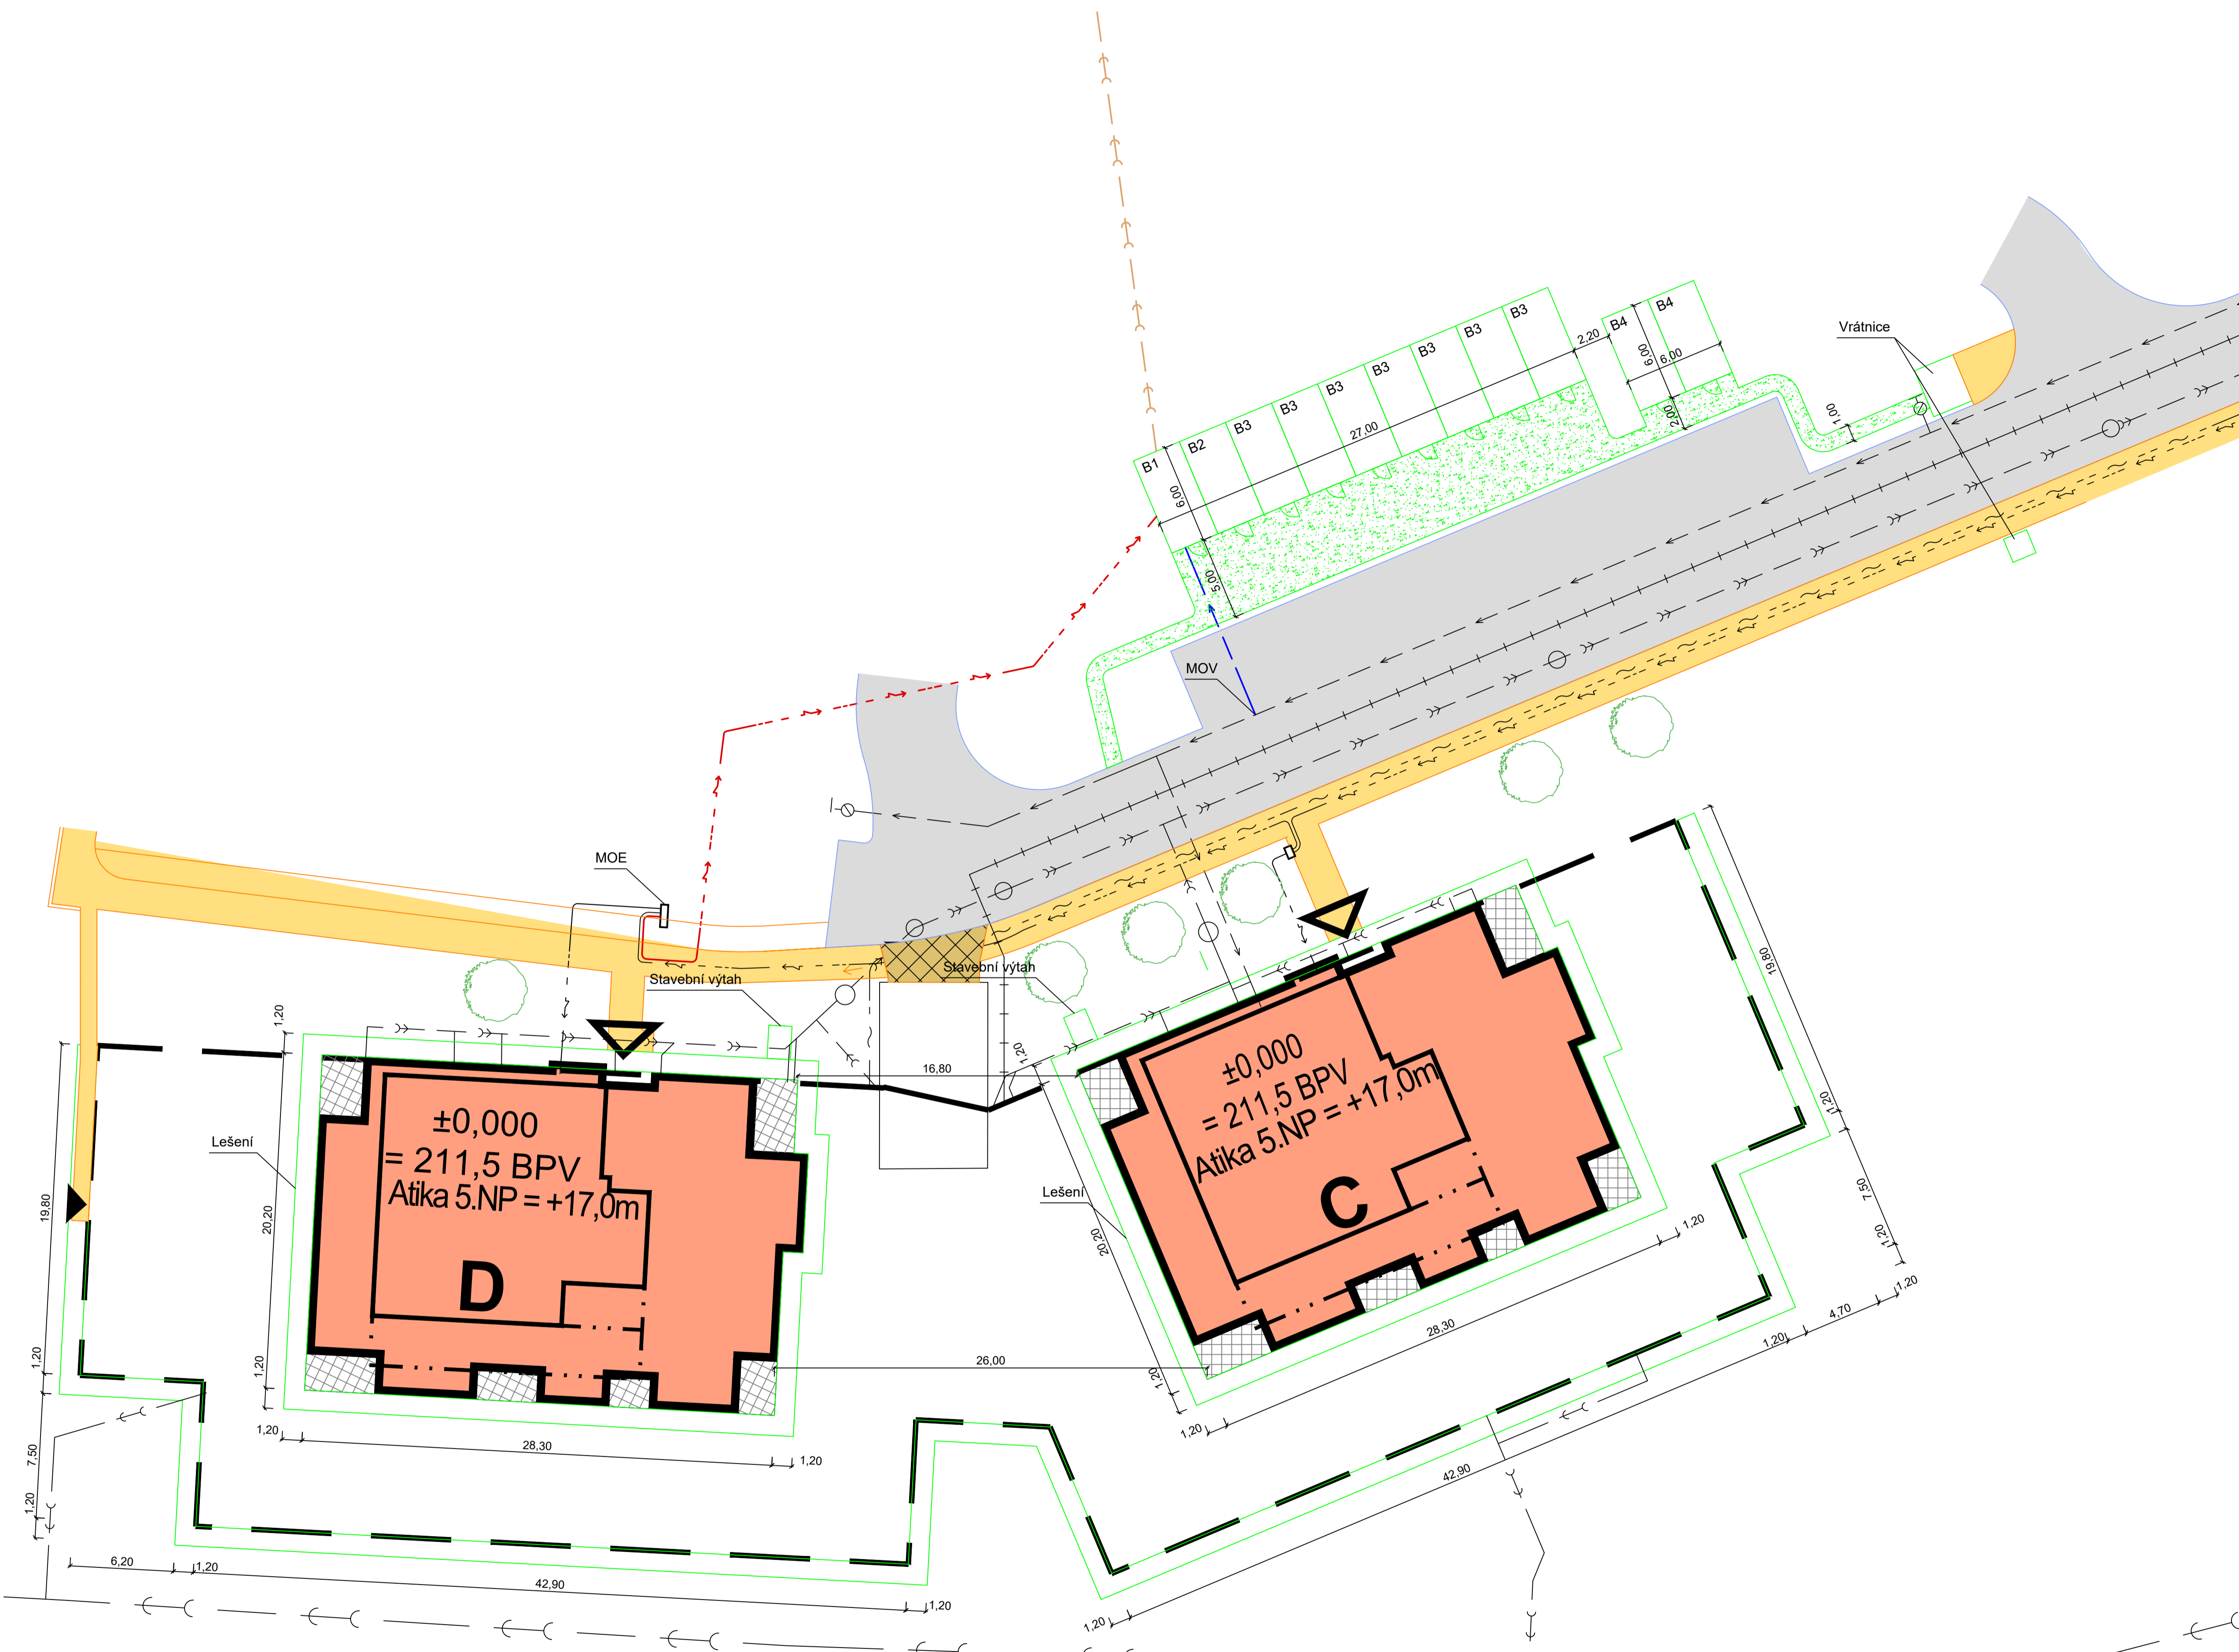 B1
B2
B3
B3
B3
B3
B3
B3
B3
B4
B4
2,20
6,00
6,00
27,00
2,00
1,00
6,00
5,00
Vrátnice
MOV
MOE
Stavební výtah
Stavební výtah
1,20
1,20
16,80
Lešení
±0,000
= 211,5 BPV
Atika 5.NP = +17,0m
D
±0,000
= 211,5 BPV
Atika 5.NP = +17,0m
C
Lešení
19,80
20,20
1,20
1,20
7,50
1,20
1,20
28,30
1,20
6,20
1,20
42,90
1,20
26,00
20,20
1,20
1,20
28,30
1,20
19,80
1,20
7,50
1,20
1,20
4,70
1,20
42,90
1,20